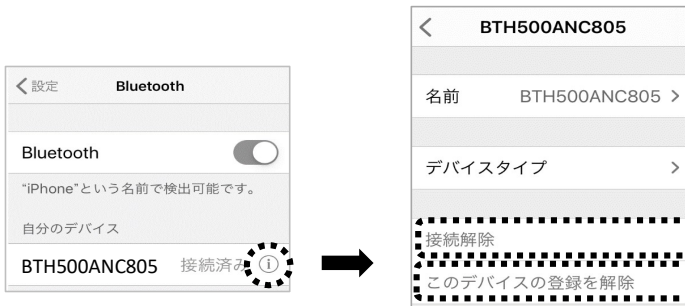 設定 Bluetooth
Bluetooth
“iPhone”という名前で検出可能です。
自分のデバイス
BTH500ANC805 接続済み
BTH500ANC805
名前 BTH500ANC805
デバイスタイプ
接続解除
このデバイスの登録を解除